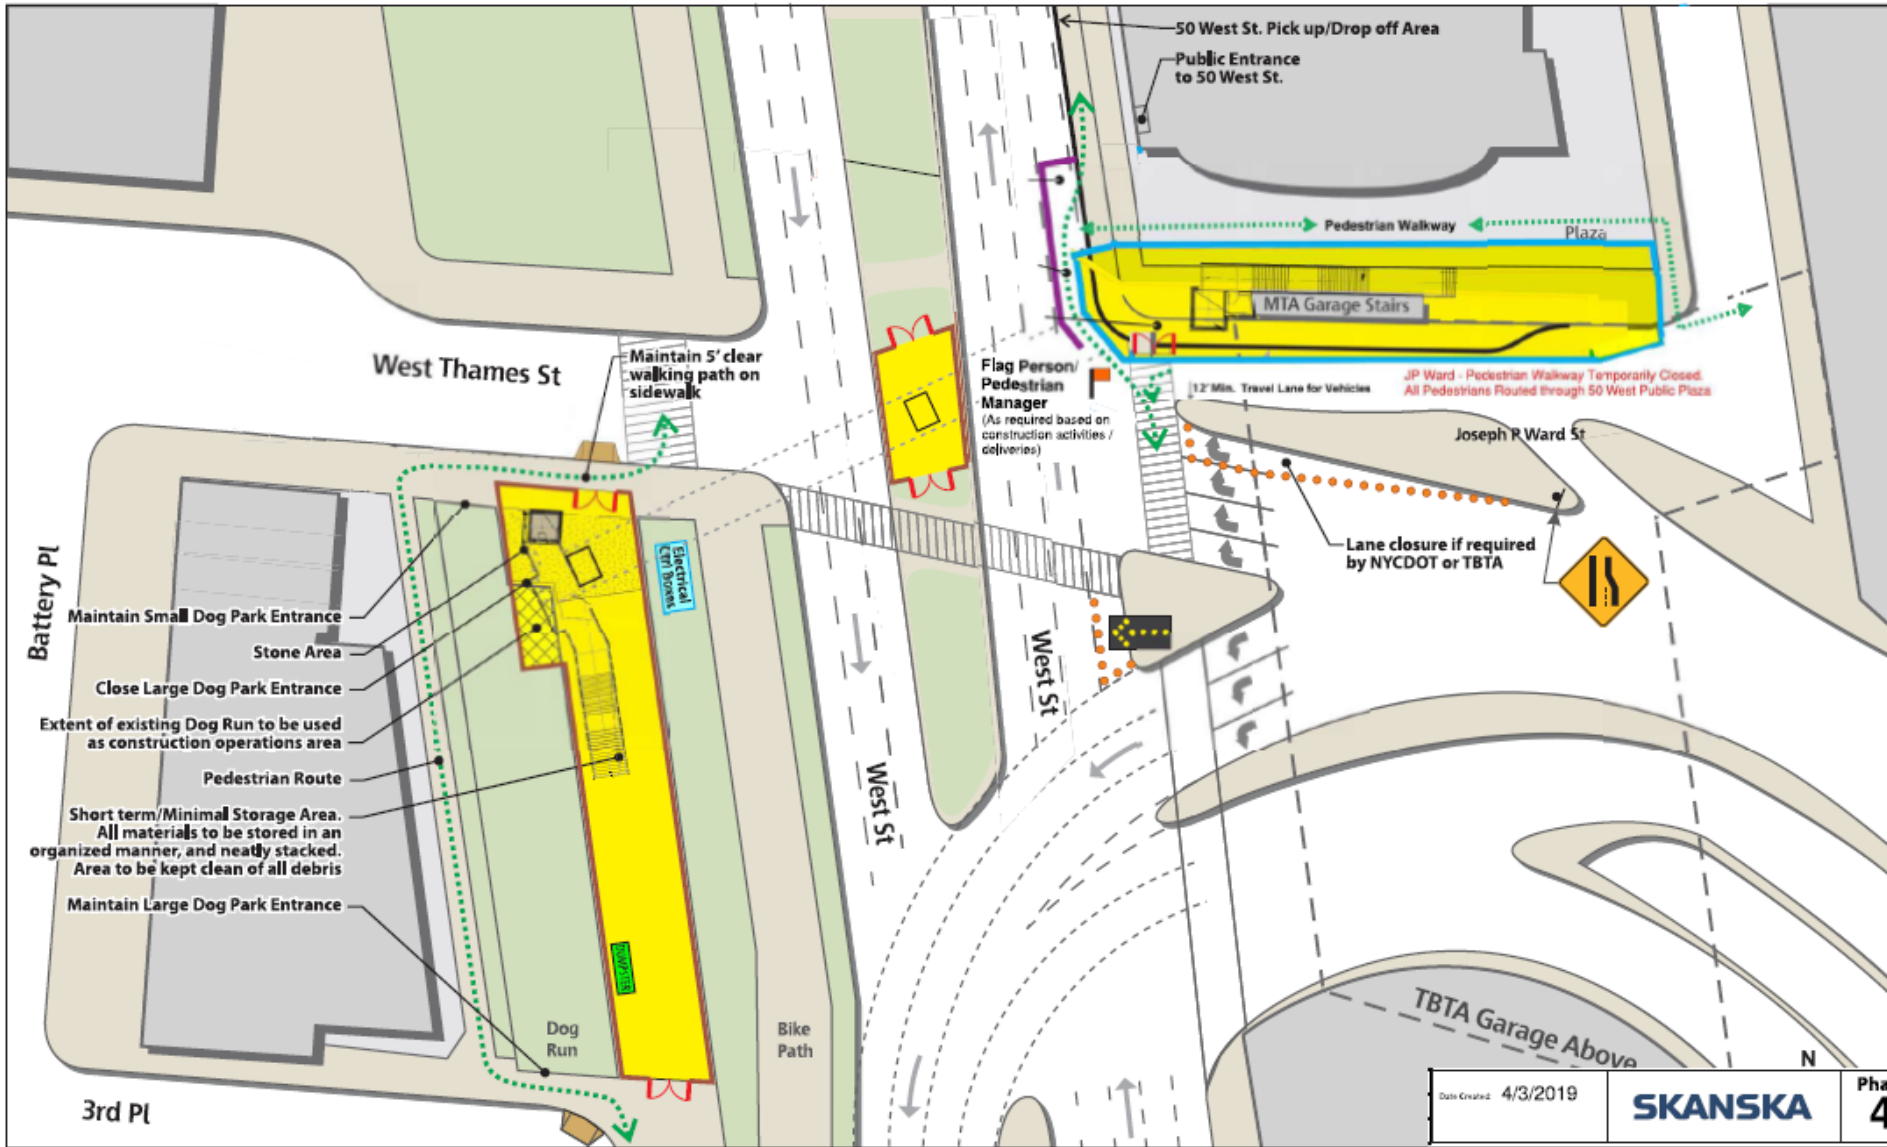 50 West St. Pick up/Drop off Area
Public Entrance
to 50 West St.
Pedestrian Walkway
Plaza
MTA Garage Stairs
West Thames St
Maintain 5' clear
walking path on
sidewalk
Flag Person/
Pedestrian
Manager
(As required based on
construction activities /
deliveries)
12' Min. Travel Lane for Vehicles
JP Ward - Pedestrian Walkway Temporarily Closed.
All Pedestrians Routed through 50 West Public Plaza
Joseph P Ward St
Lane closure if required
by NYCDOT or TBTA
Electrical
Ctrl Boxes
Battery Pl
Maintain Small Dog Park Entrance
Stone Area
Close Large Dog Park Entrance
Extent of existing Dog Run to be used
as construction operations area
Pedestrian Route
Short term/Minimal Storage Area.
All materials to be stored in an
organized manner, and neatly stacked.
Area to be kept clean of all debris
Maintain Large Dog Park Entrance
West St
West St
DUMPSTER
Dog
Run
Bike
Path
3rd Pl
TBTA Garage Above
N
Date Created: 4/3/2019
SKANSKA
Pha
4